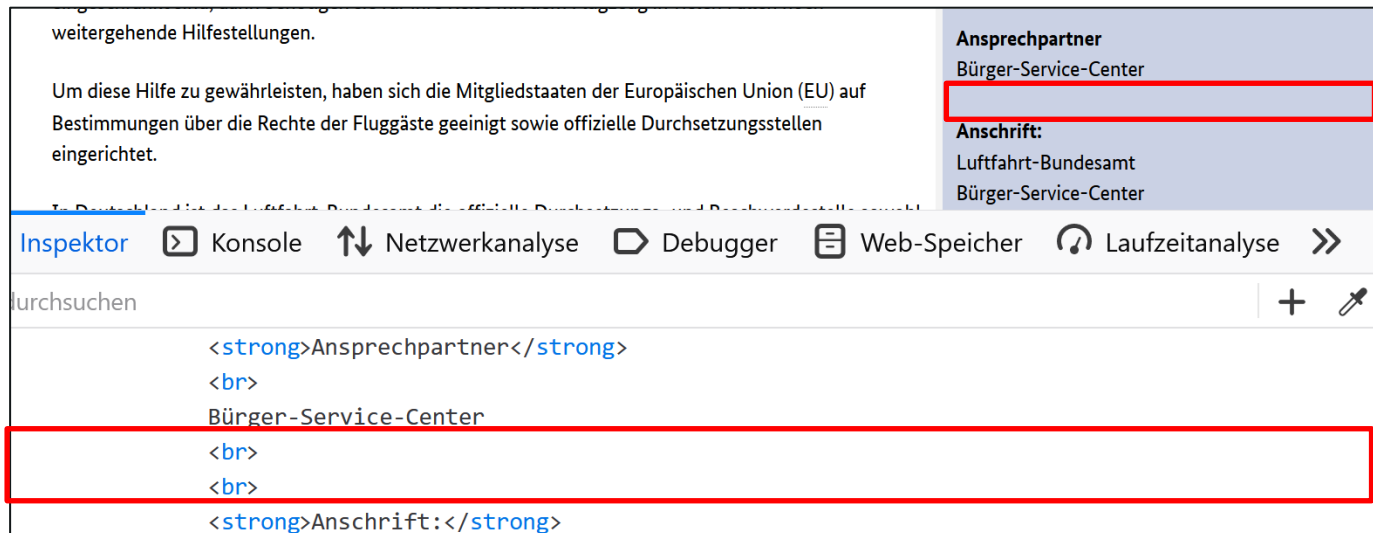 weitergehende Hilfestellungen.
Um diese Hilfe zu gewährleisten, haben sich die Mitgliedstaaten der Europäischen Union (EU) auf
Bestimmungen über die Rechte der Fluggäste geeinigt sowie offizielle Durchsetzungsstellen
eingerichtet.
Ansprechpartner
Bürger-Service-Center
Anschrift:
Luftfahrt-Bundesamt
Bürger-Service-Center
Inspektor Konsole Netzwerkanalyse Debugger Web-Speicher Laufzeitanalyse
durchsuchen
<strong>Ansprechpartner</strong>
<br>
Bürger-Service-Center
<br>
<br>
<strong>Anschrift:</strong>